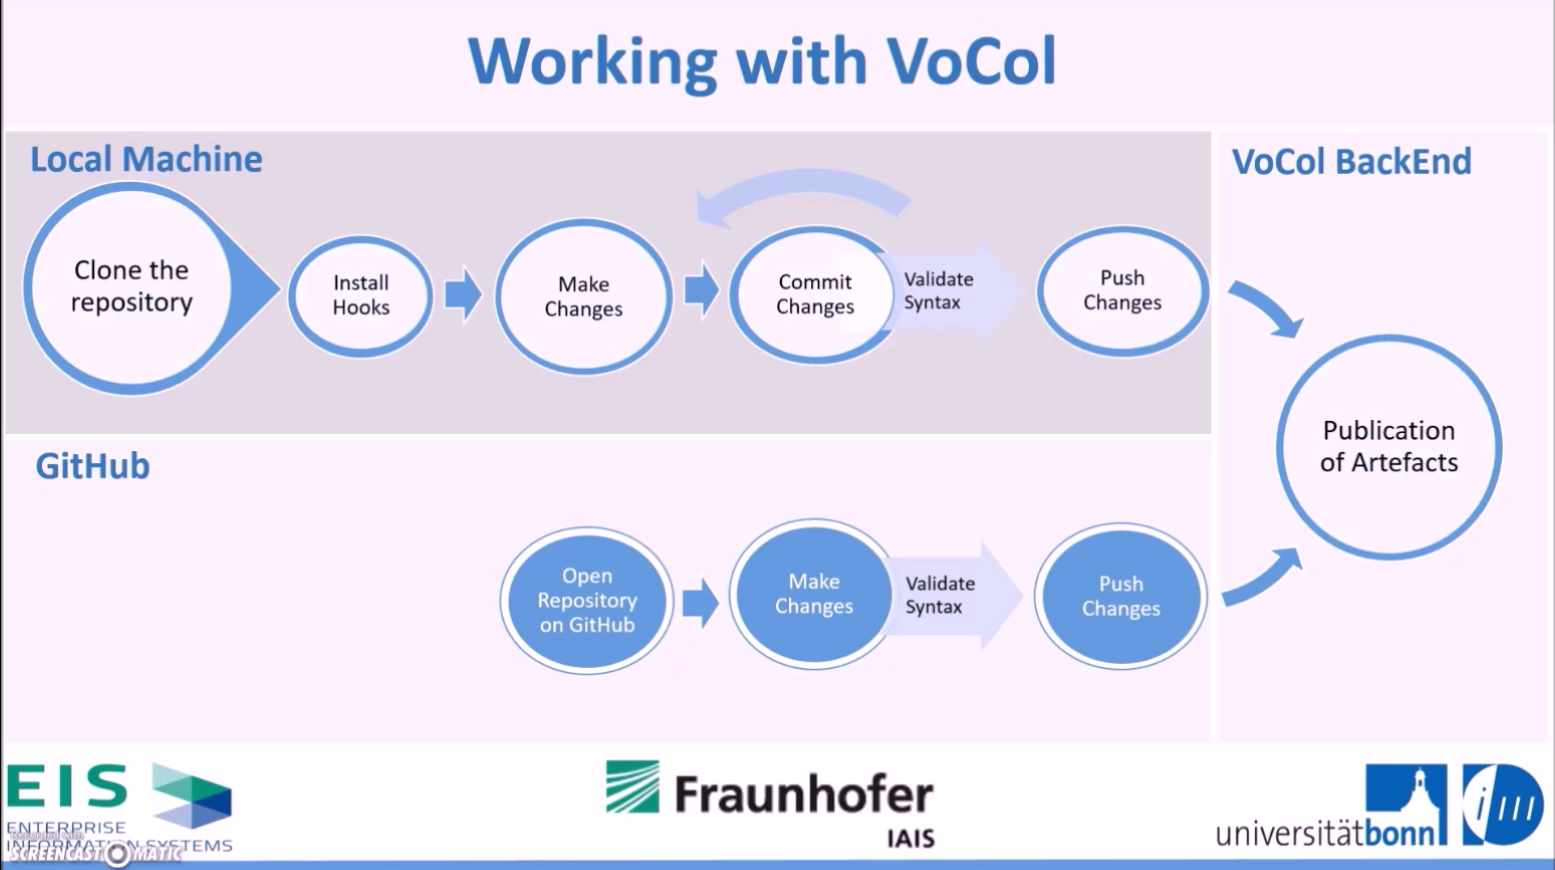 Working with VoCol
Local Machine
Clone the
repository
Install
Hooks
Make
Changes
Commit
Changes
Validate
Syntax
Push
Changes
VoCol BackEnd
Publication
of Artefacts
GitHub
Open
Repository
on GitHub
Make
Changes
Validate
Syntax
Push
Changes
EIS
ENTERPRISE
INFORMATION SYSTEMS
Recorded with
SCREENCAST MATIC
Fraunhofer
IAIS
universitätbonn